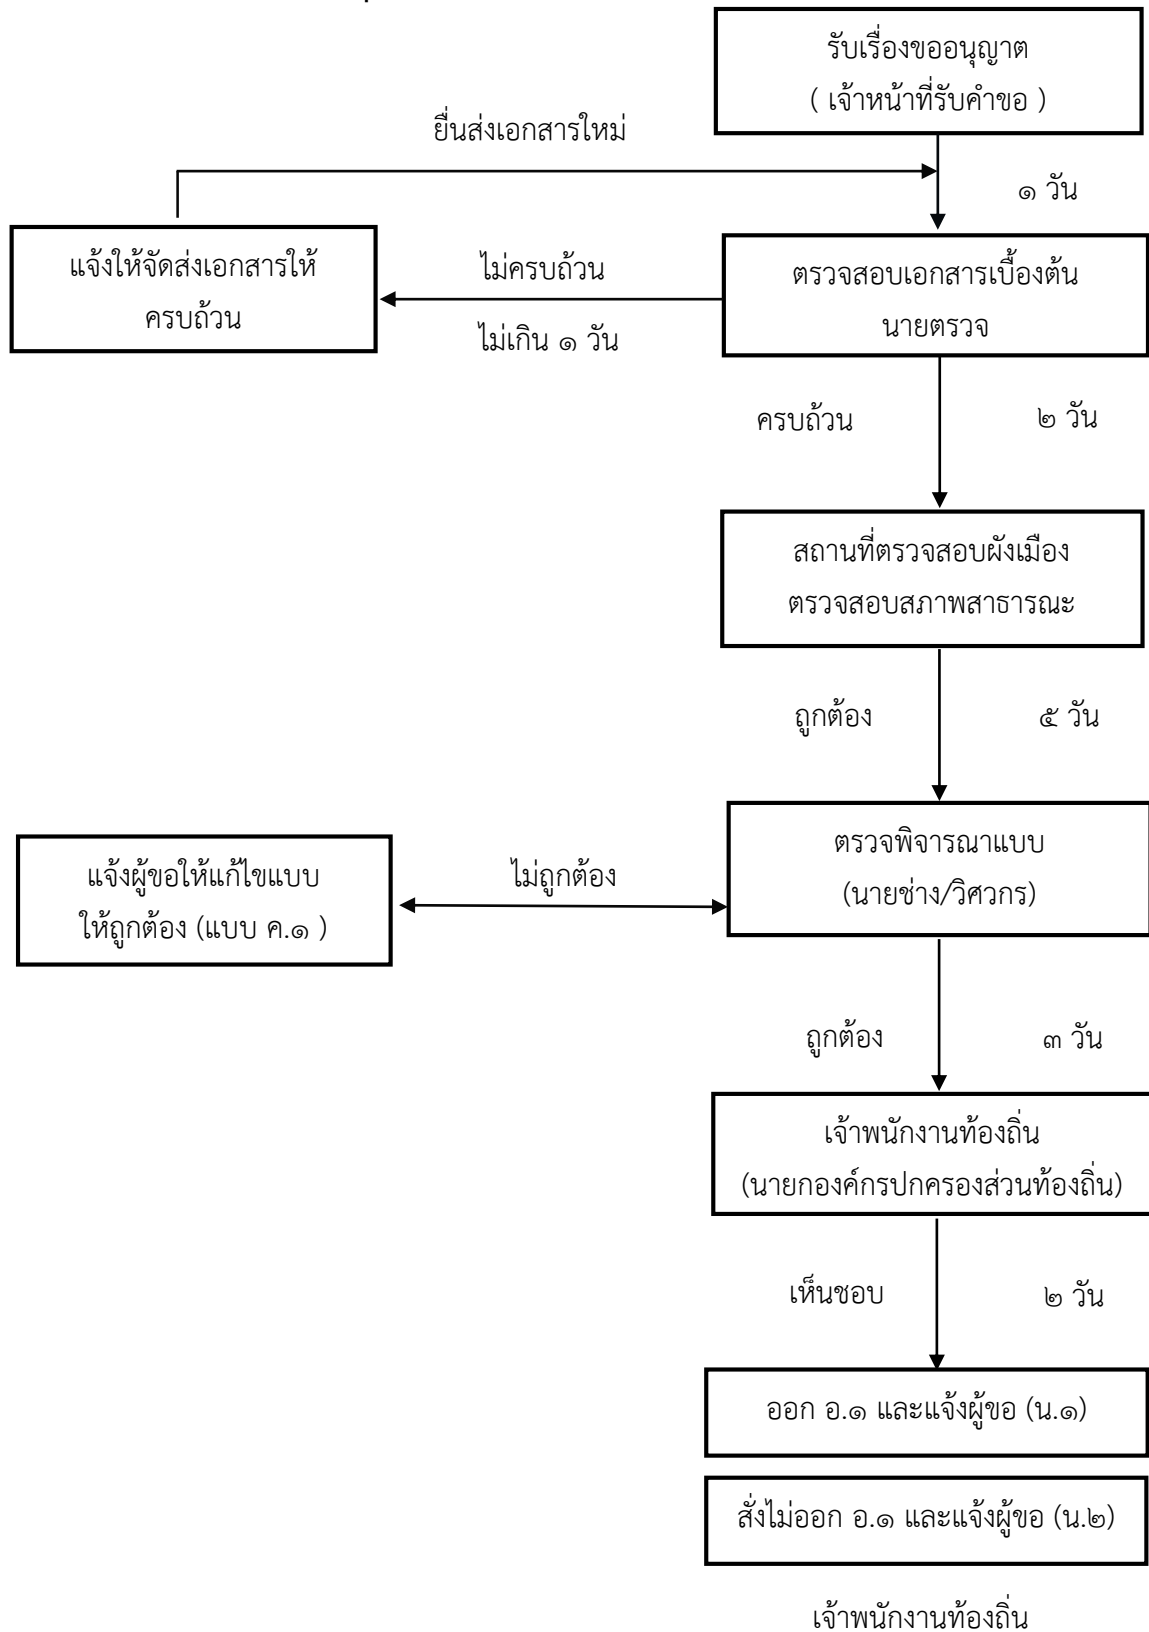 รับเรื่องขออนุญาต
( เจ้าหน้าที่รับคำขอ )
ยื่นส่งเอกสารใหม่
๑ วัน
แจ้งให้จัดส่งเอกสารให้
ครบถ้วน
ไม่ครบถ้วน
ไม่เกิน ๑ วัน
ตรวจสอบเอกสารเบื้องต้น
นายตรวจ
ครบถ้วน
๒ วัน
สถานที่ตรวจสอบผังเมือง
ตรวจสอบสภาพสาธารณะ
ถูกต้อง
๕ วัน
แจ้งผู้ขอให้แก้ไขแบบ
ให้ถูกต้อง (แบบ ค.๑ )
ไม่ถูกต้อง
ตรวจพิจารณาแบบ
(นายช่าง/วิศวกร)
ถูกต้อง
๓ วัน
เจ้าพนักงานท้องถิ่น
(นายกองค์กรปกครองส่วนท้องถิ่น)
เห็นชอบ
๒ วัน
ออก อ.๑ และแจ้งผู้ขอ (น.๑)
สั่งไม่ออก อ.๑ และแจ้งผู้ขอ (น.๒)
เจ้าพนักงานท้องถิ่น